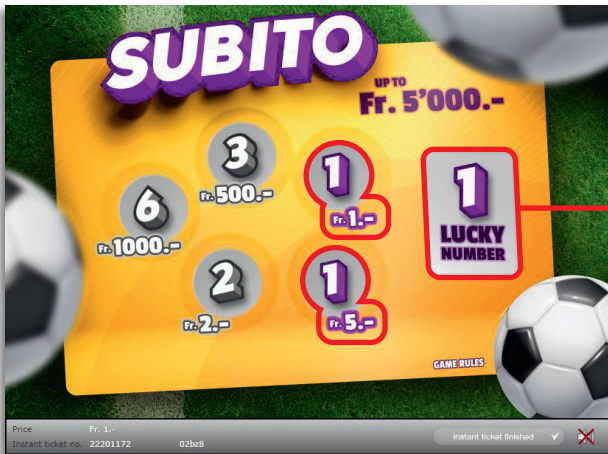 SUBITO
UP TO
Fr. 5'000.-
3
Fr. 500.-
1
Fr. 1.-
6
Fr. 1000.-
1
LUCKY
NUMBER
2
Fr. 2.-
1
Fr. 5.-
GAME RULES
Price Fr. 1.-
Instant ticket no. 22201172 02bz8
Instant ticket finished